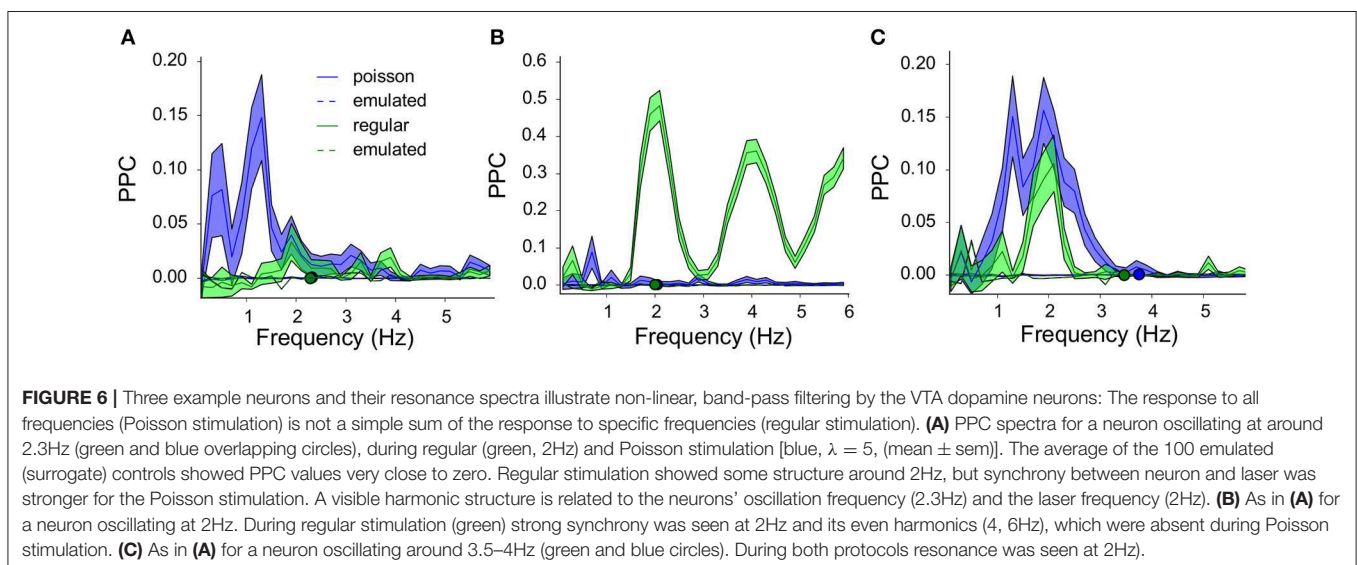 A
B
C
0.20
0.15
0.10
0.05
0.00
PPC
1
2
3
4
5
Frequency (Hz)
poisson
emulated
regular
emulated
0.6
0.5
0.4
0.3
0.2
0.1
0.0
PPC
1
2
3
4
5
6
Frequency (Hz)
0.20
0.15
0.10
0.05
0.00
PPC
1
2
3
4
5
Frequency (Hz)
FIGURE 6 | Three example neurons and their resonance spectra illustrate non-linear, band-pass filtering by the VTA dopamine neurons: The response to all
frequencies (Poisson stimulation) is not a simple sum of the response to specific frequencies (regular stimulation). (A) PPC spectra for a neuron oscillating at around
2.3Hz (green and blue overlapping circles), during regular (green, 2Hz) and Poisson stimulation [blue, λ = 5, (mean ± sem)]. The average of the 100 emulated
(surrogate) controls showed PPC values very close to zero. Regular stimulation showed some structure around 2Hz, but synchrony between neuron and laser was
stronger for the Poisson stimulation. A visible harmonic structure is related to the neurons' oscillation frequency (2.3Hz) and the laser frequency (2Hz). (B) As in (A) for
a neuron oscillating at 2Hz. During regular stimulation (green) strong synchrony was seen at 2Hz and its even harmonics (4, 6Hz), which were absent during Poisson
stimulation. (C) As in (A) for a neuron oscillating around 3.5–4Hz (green and blue circles). During both protocols resonance was seen at 2Hz).